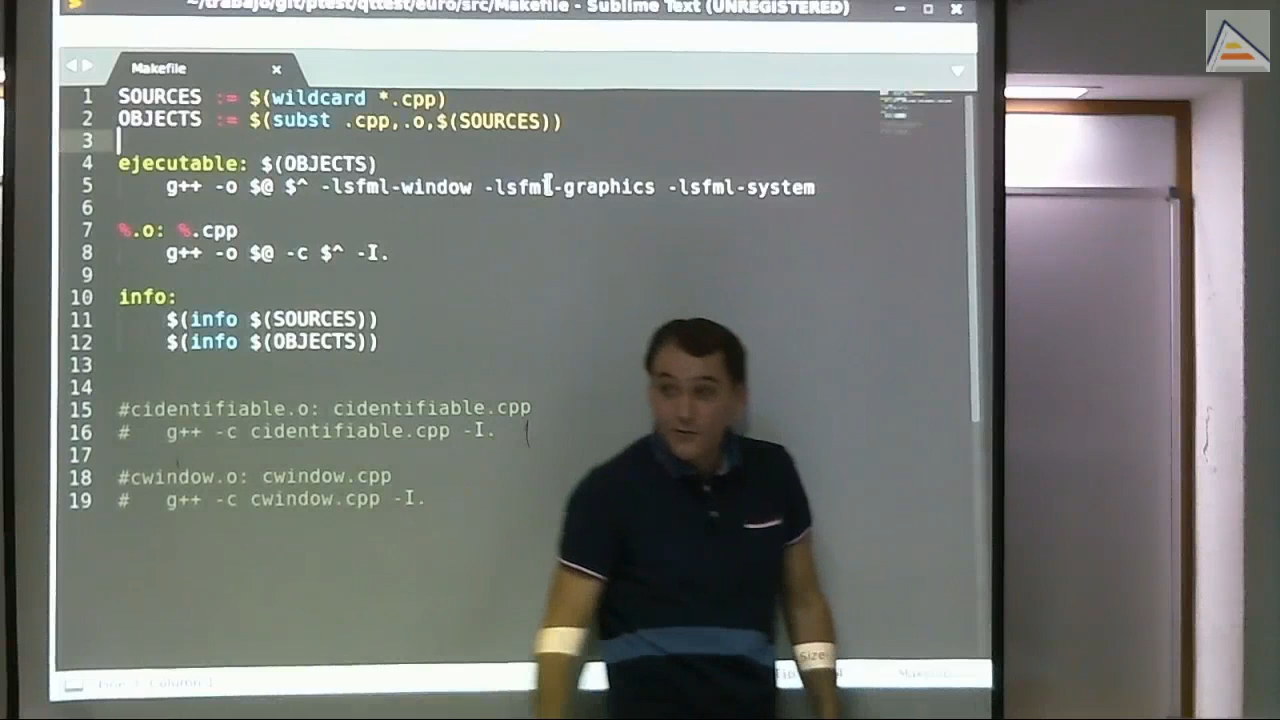 ~/trabajo/git/ptest/qttest/euro/src/Makefile - Sublime Text (UNREGISTERED)
Makefile
1 SOURCES := $(wildcard *.cpp)
2 OBJECTS := $(subst .cpp,.o,$(SOURCES))
3
4 ejecutable: $(OBJECTS)
5 g++ -o $@ $^ -lsfml-window -lsfml-graphics -lsfml-system
6
7 %.o: %.cpp
8 g++ -o $@ -c $^ -I.
9
10 info:
11 $(info $(SOURCES))
12 $(info $(OBJECTS))
13
14
15 #cidentifiable.o: cidentifiable.cpp
16 # g++ -c cidentifiable.cpp -I.
17
18 #cwindow.o: cwindow.cpp
19 # g++ -c cwindow.cpp -I.
Size